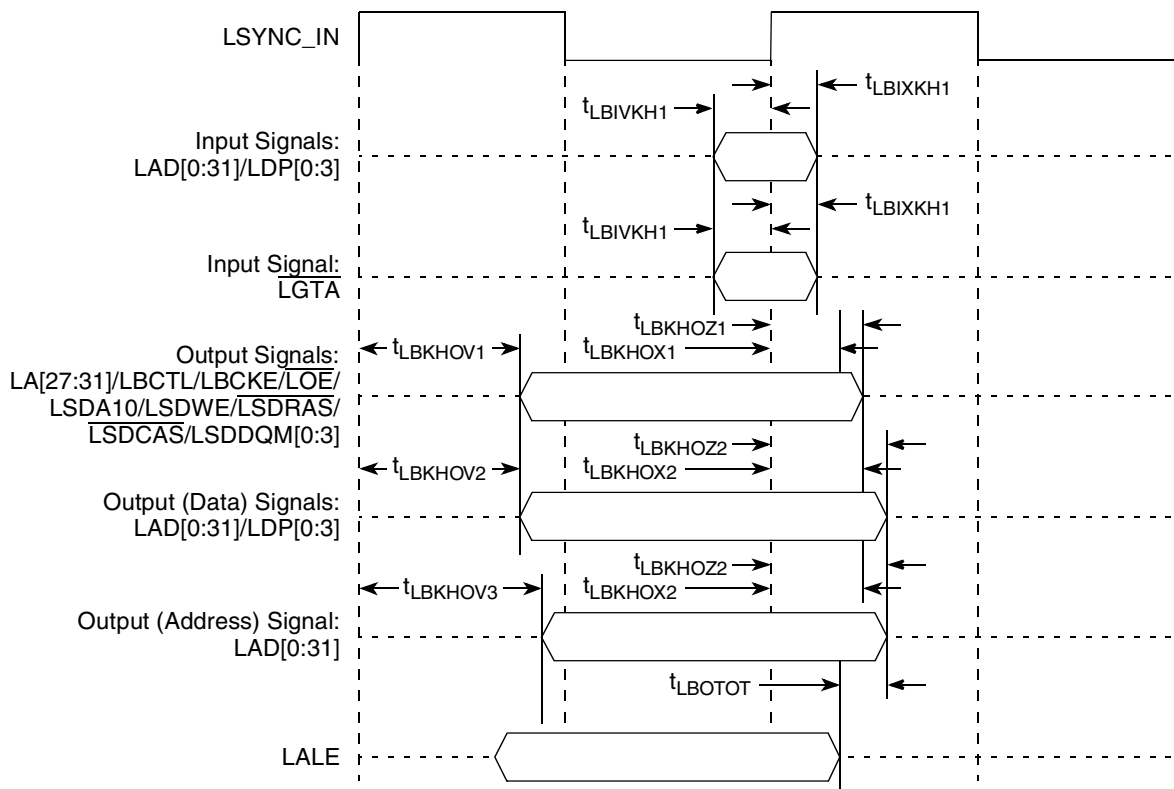 LSYNC_IN
tLBIXKH1
tLBIVKH1
Input Signals:
LAD[0:31]/LDP[0:3]
tLBIXKH1
tLBIVKH1
Input Signal:
LGTA
tLBKHOZ1
tLBKHOV1
tLBKHOX1
Output Signals:
LA[27:31]/LBCTL/LBCKE/LOE/
LSDA10/LSDWE/LSDRAS/
LSDCAS/LSDDQM[0:3]
tLBKHOZ2
tLBKHOV2
tLBKHOX2
Output (Data) Signals:
LAD[0:31]/LDP[0:3]
tLBKHOZ2
tLBKHOV3
tLBKHOX2
Output (Address) Signal:
LAD[0:31]
tLBOTOT
LALE